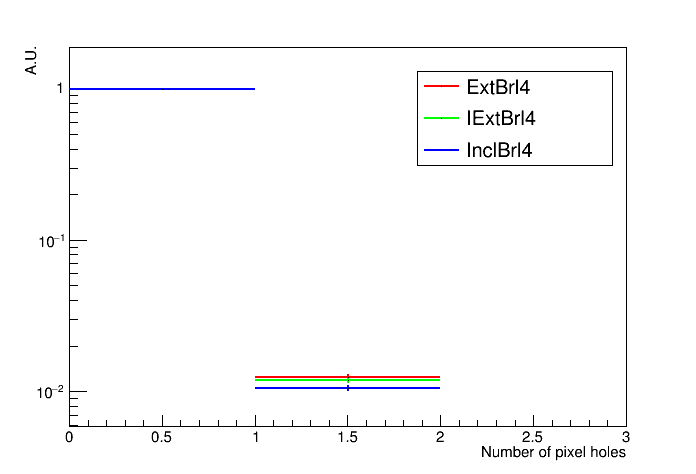 A.U.
1
10⁻¹
10⁻²
ExtBrl4
IExtBrl4
InclBrl4
0 0.5 1 1.5 2 2.5 3
Number of pixel holes